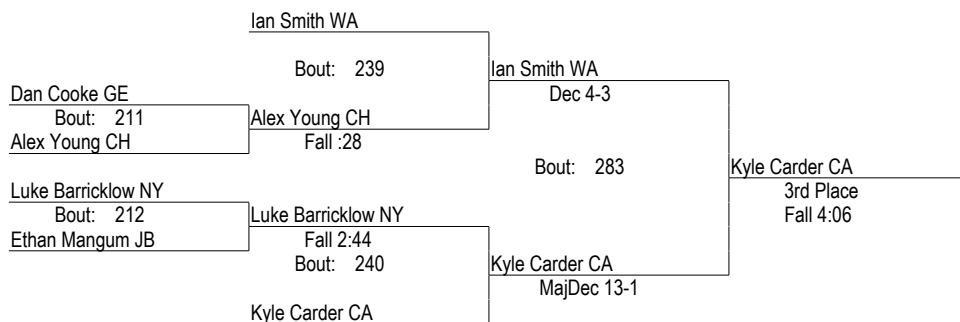 Ian Smith WA
Bout: 239
Ian Smith WA
Dec 4-3
Dan Cooke GE
Bout: 211
Alex Young CH
Alex Young CH
Fall :28
Bout: 283
Kyle Carder CA
3rd Place
Fall 4:06
Luke Barricklow NY
Bout: 212
Ethan Mangum JB
Luke Barricklow NY
Fall 2:44
Bout: 240
Kyle Carder CA
MajDec 13-1
Kyle Carder CA